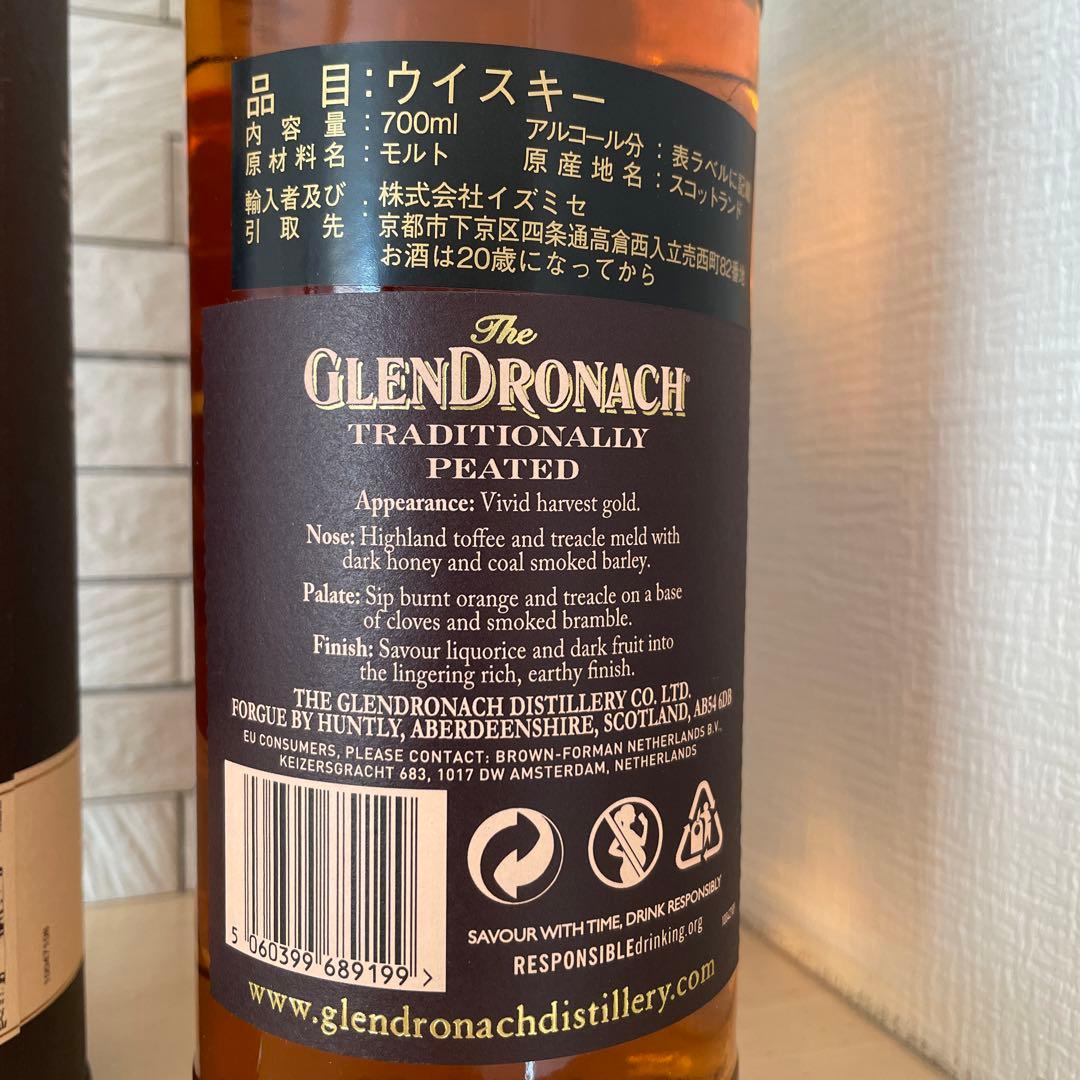 品目:ウイスキー
内容量:700ml アルコール分:表ラベルに記載
原材料名:モルト 原産地名:スコットランド
輸入者及び引取先:株式会社イズミセ
京都市下京区四条通高倉西入立売西町82番地
お酒は20歳になってから
The
GLENDRONACH
TRADITIONALLY
PEATED
Appearance: Vivid harvest gold.
Nose: Highland toffee and treacle meld with
dark honey and coal smoked barley.
Palate: Sip burnt orange and treacle on a base
of cloves and smoked bramble.
Finish: Savour liquorice and dark fruit into
the lingering rich, earthy finish.
THE GLENDRONACH DISTILLERY CO. LTD.
FORGUE BY HUNTLY, ABERDEENSHIRE, SCOTLAND, AB54 6DB
EU CONSUMERS, PLEASE CONTACT: BROWN-FORMAN NETHERLANDS B.V.,
KEIZERSGRACHT 683, 1017 DW AMSTERDAM, NETHERLANDS
SAVOUR WITH TIME, DRINK RESPONSIBLY
RESPONSIBLEdrinking.org
5 060399 689199 >
www.glendronachdistillery.com